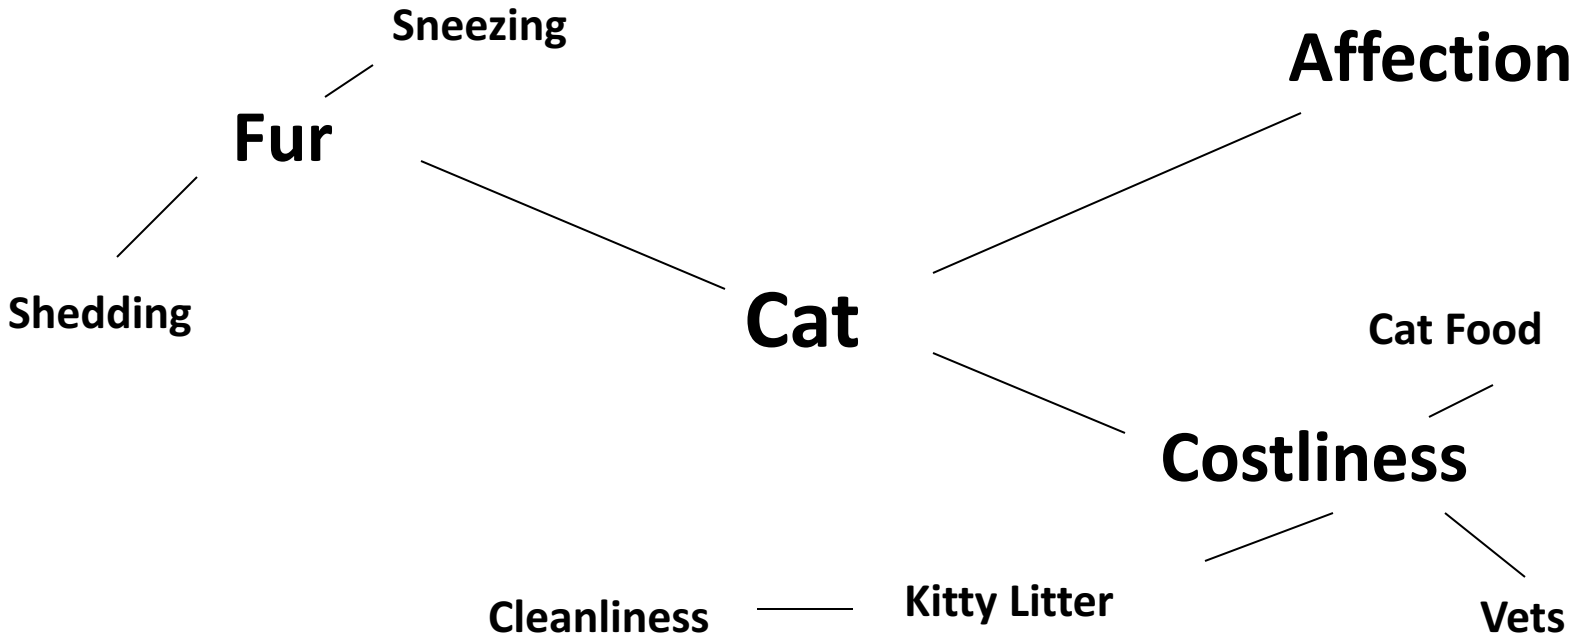 Sneezing
Affection
Fur
Shedding
Cat
Cat Food
Costliness
Kitty Litter
Cleanliness
Vets